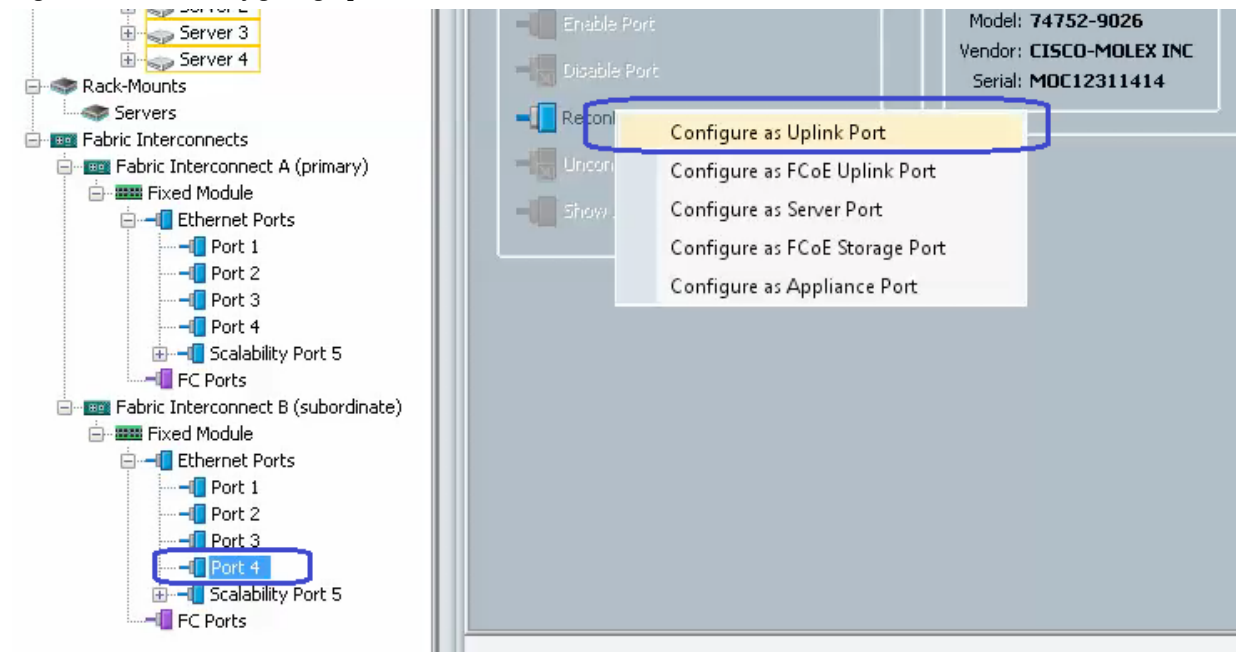 Server 3
Server 4
Rack-Mounts
Servers
Fabric Interconnects
Fabric Interconnect A (primary)
Fixed Module
Ethernet Ports
Port 1
Port 2
Port 3
Port 4
Scalability Port 5
FC Ports
Fabric Interconnect B (subordinate)
Fixed Module
Ethernet Ports
Port 1
Port 2
Port 3
Port 4
Scalability Port 5
FC Ports
Enable Port
Disable Port
Configure as Uplink Port
Configure as FCoE Uplink Port
Configure as Server Port
Configure as FCoE Storage Port
Configure as Appliance Port
Show
Model: 74752-9026
Vendor: CISCO-MOLEX INC
Serial: MOC12311414